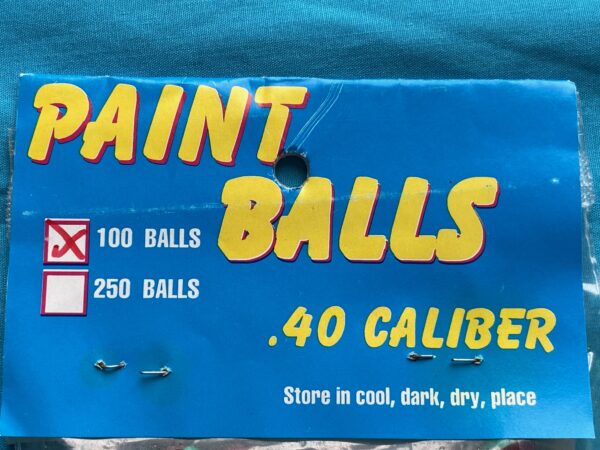 PAINT
BALLS
100 BALLS
250 BALLS
.40 CALIBER
Store in cool, dark, dry, place